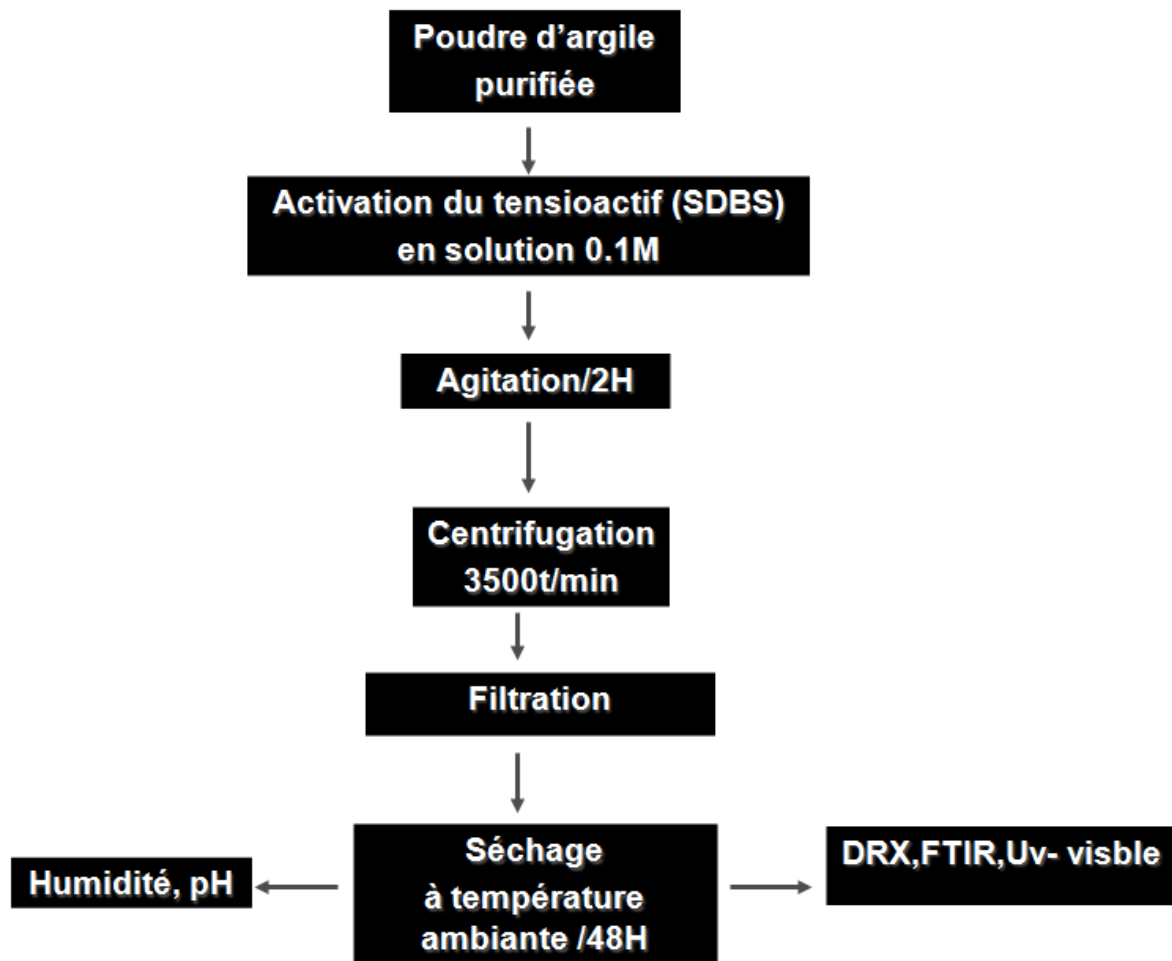 Poudre d'argile
purifiée
Activation du tensioactif (SDBS)
en solution 0.1M
Agitation/2H
Centrifugation
3500t/min
Filtration
Séchage
à température
ambiante /48H
Humidité, pH
DRX,FTIR,Uv- visble